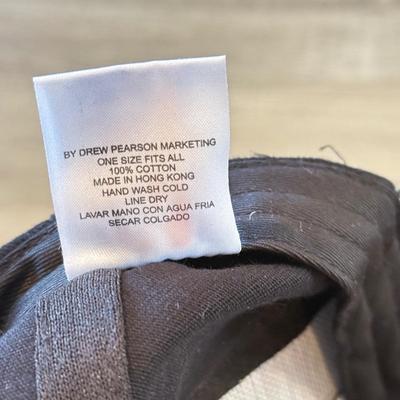 BY DREW PEARSON MARKETING
ONE SIZE FITS ALL
100% COTTON
MADE IN HONG KONG
HAND WASH COLD
LINE DRY
LAVAR MANO CON AGUA FRIA
SECAR COLGADO